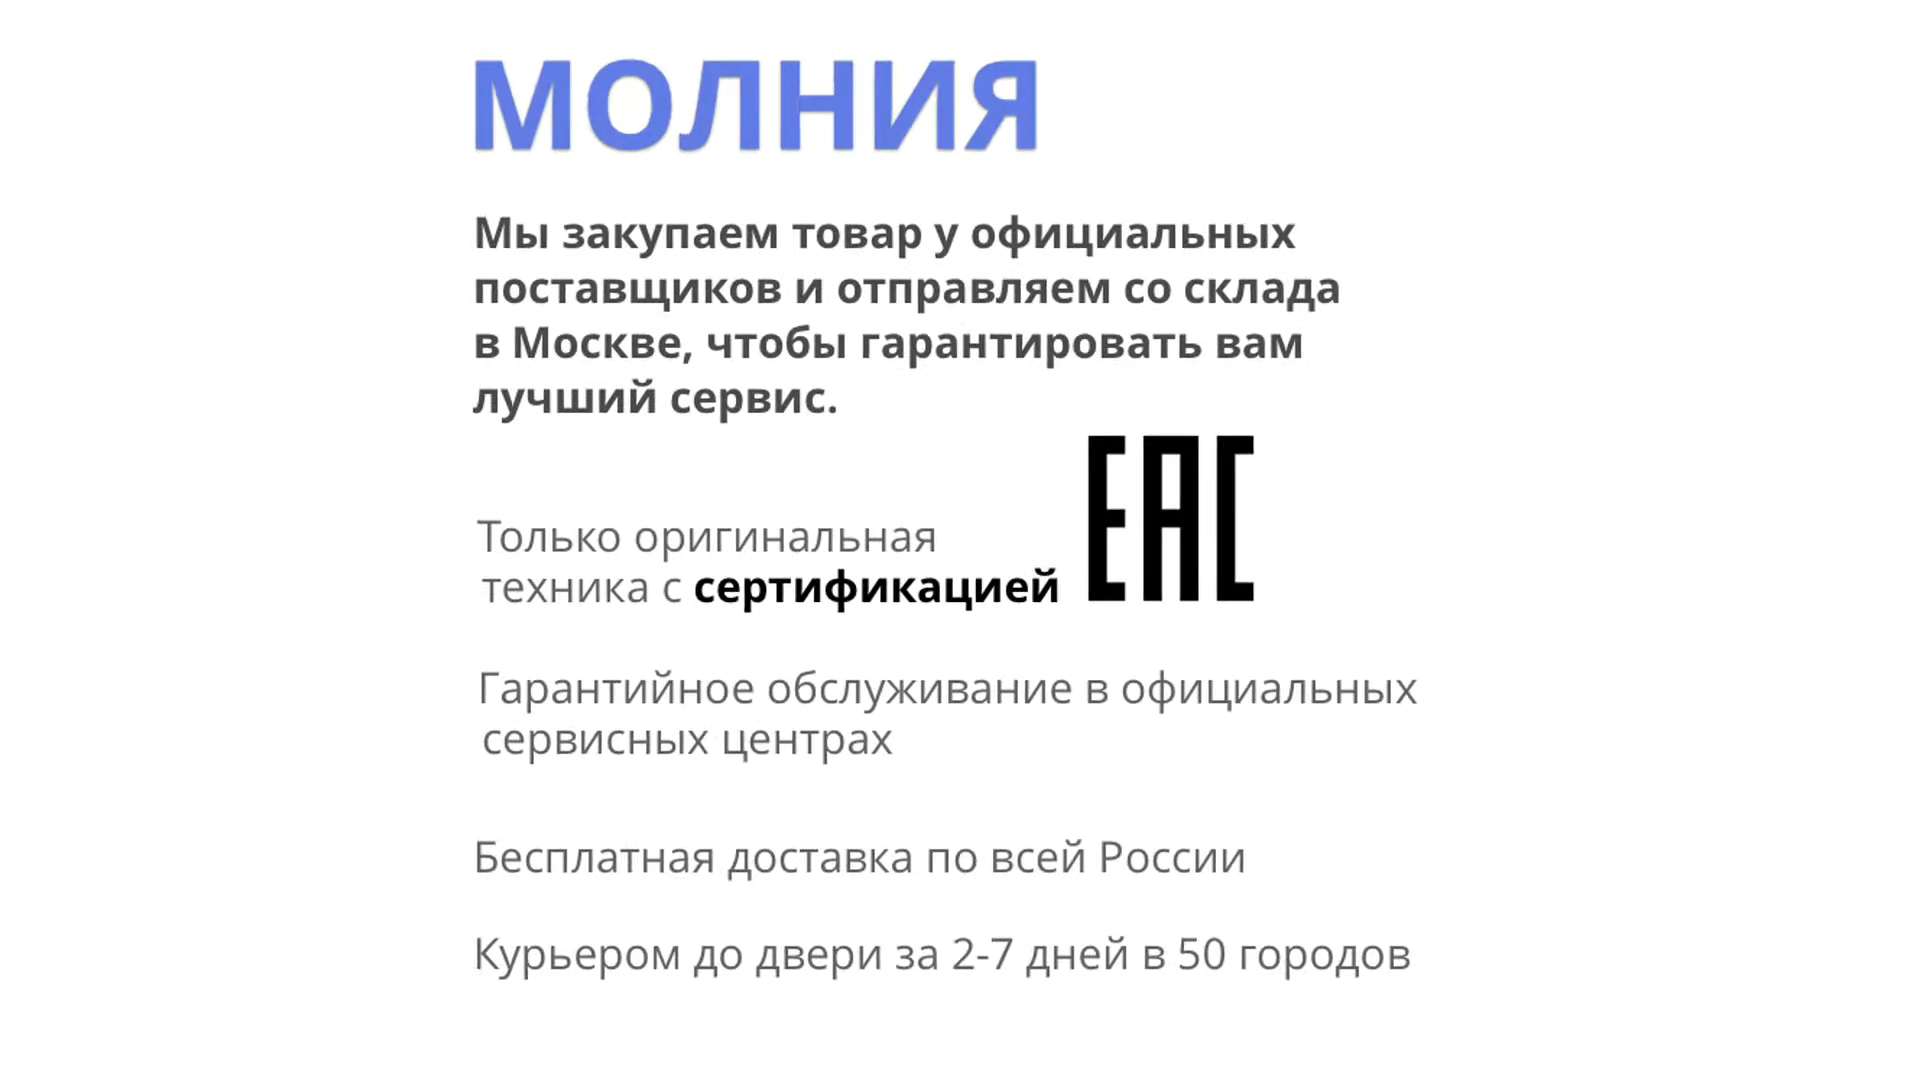 МОЛНИЯ
Мы закупаем товар у официальных
поставщиков и отправляем со склада
в Москве, чтобы гарантировать вам
лучший сервис.
Только оригинальная
техника с сертификацией EAC
Гарантийное обслуживание в официальных
сервисных центрах
Бесплатная доставка по всей России
Курьером до двери за 2-7 дней в 50 городов